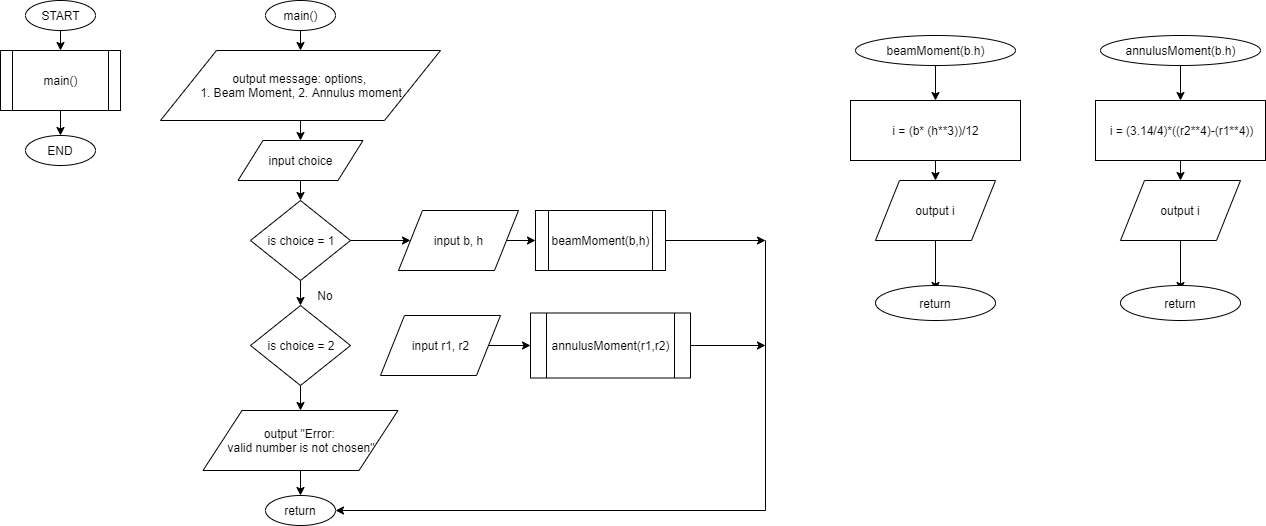 START
main()
END
main()
output message: options,
1. Beam Moment, 2. Annulus moment
input choice
is choice = 1
input b, h
beamMoment(b,h)
No
is choice = 2
input r1, r2
annulusMoment(r1,r2)
output "Error:
valid number is not chosen"
return
beamMoment(b.h)
i = (b* (h**3))/12
output i
return
annulusMoment(b.h)
i = (3.14/4)*((r2**4)-(r1**4))
output i
return